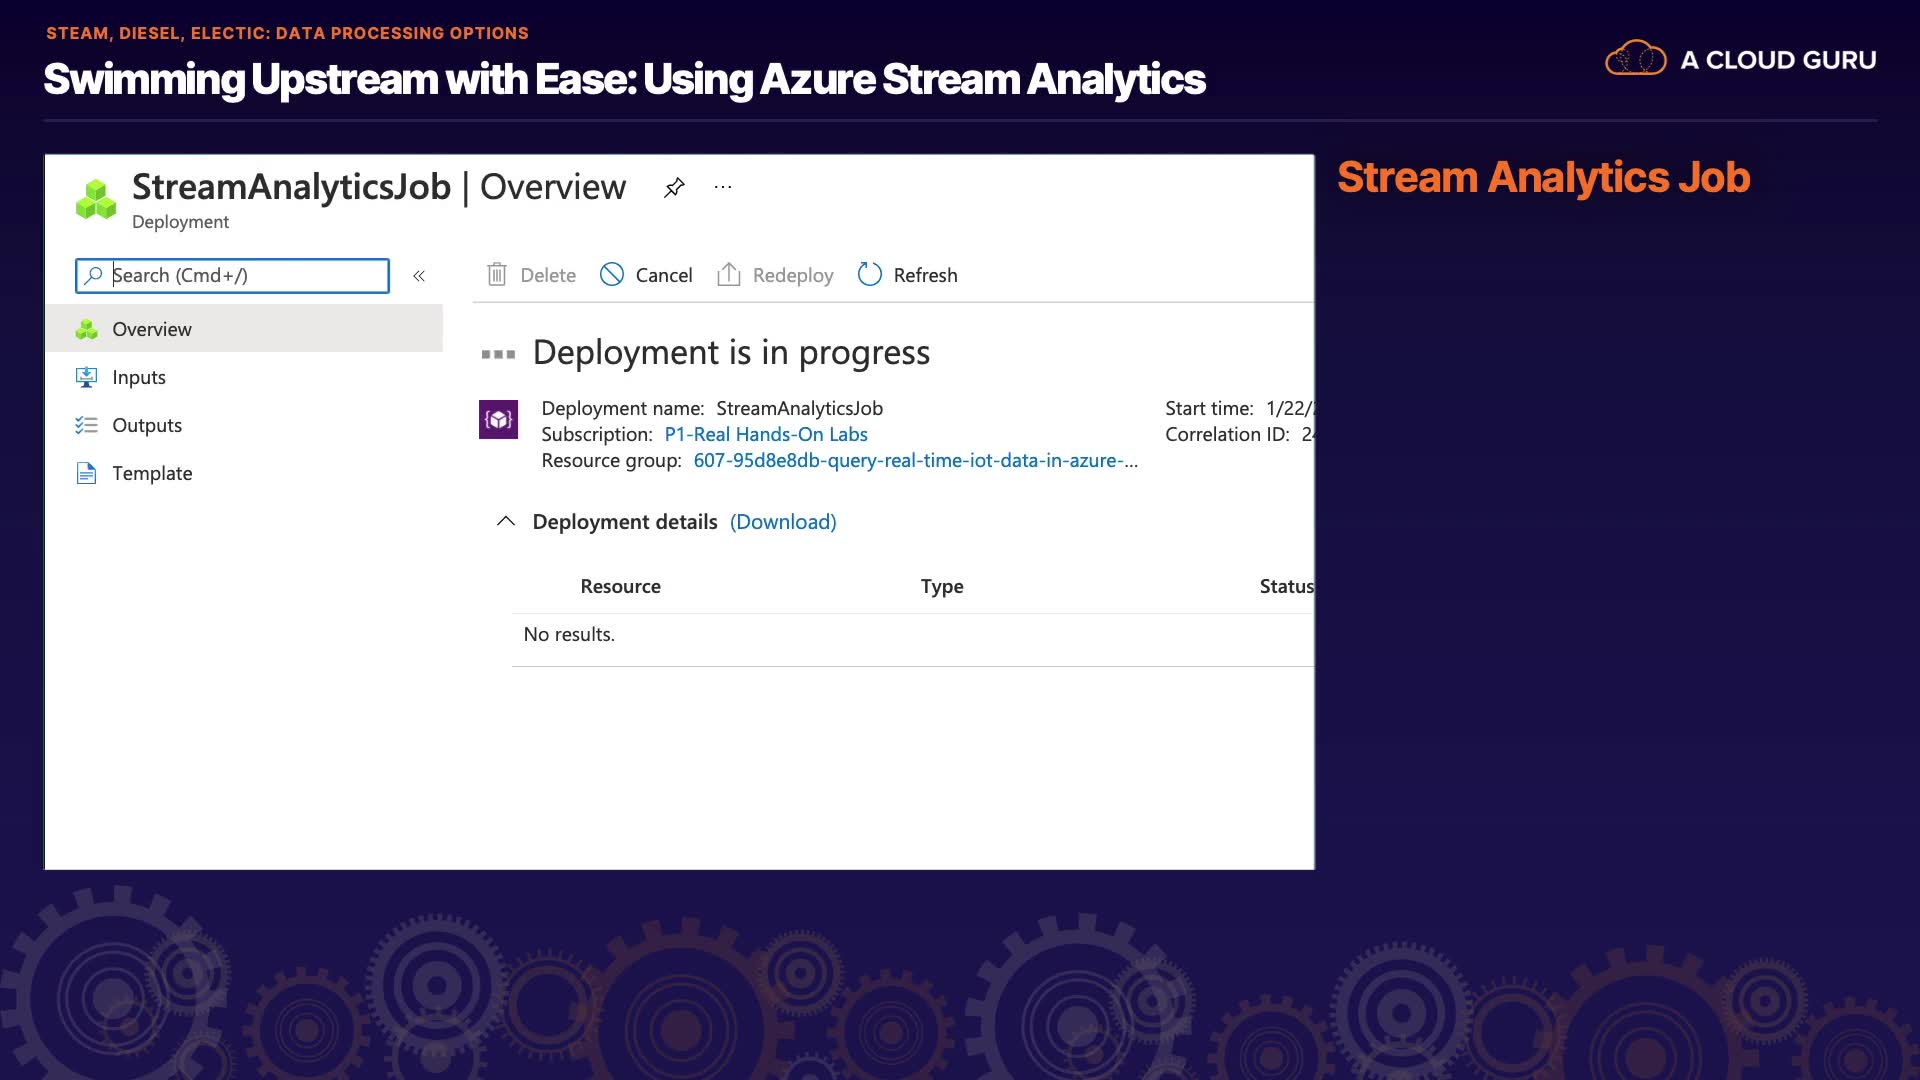 STEAM, DIESEL, ELECTIC: DATA PROCESSING OPTIONS
Swimming Upstream with Ease: Using Azure Stream Analytics
A CLOUD GURU
StreamAnalyticsJob | Overview
Deployment
Search (Cmd+/)
Overview
Inputs
Outputs
Template
Delete
Cancel
Redeploy
Refresh
Deployment is in progress
Deployment name: StreamAnalyticsJob
Subscription: P1-Real Hands-On Labs
Resource group: 607-95d8e8db-query-real-time-iot-data-in-azure-...
Start time: 1/22/
Correlation ID: 2
Deployment details (Download)
Resource Type Status
No results.
Stream Analytics Job